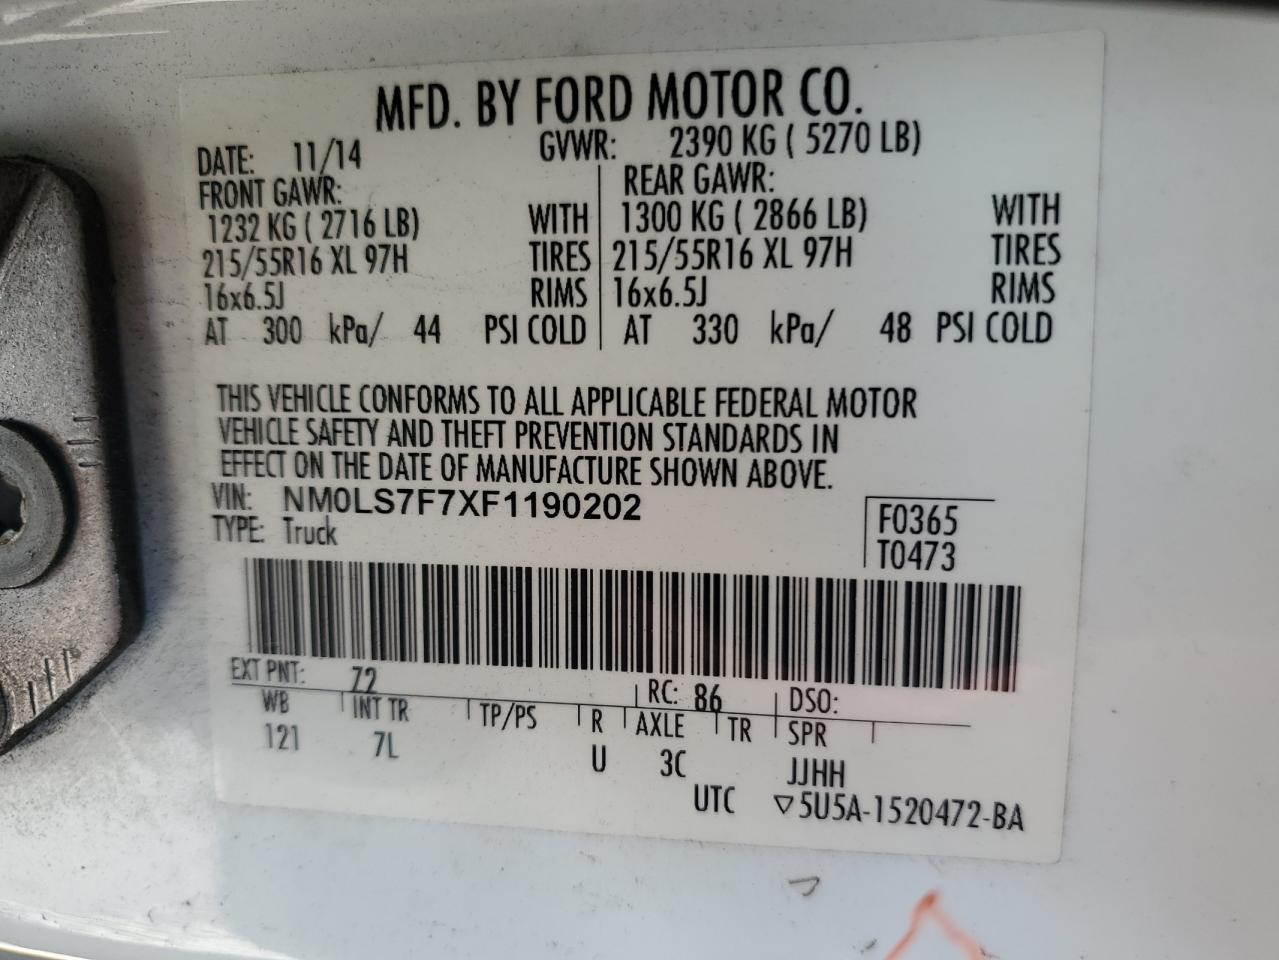 MFD. BY FORD MOTOR CO.
DATE: 11/14 GVWR: 2390 KG ( 5270 LB)
FRONT GAWR: REAR GAWR:
1232 KG ( 2716 LB) WITH 1300 KG ( 2866 LB) WITH
215/55R16 XL 97H TIRES 215/55R16 XL 97H TIRES
16x6.5J RIMS 16x6.5J RIMS
AT 300 kPa/ 44 PSI COLD AT 330 kPa/ 48 PSI COLD
THIS VEHICLE CONFORMS TO ALL APPLICABLE FEDERAL MOTOR
VEHICLE SAFETY AND THEFT PREVENTION STANDARDS IN
EFFECT ON THE DATE OF MANUFACTURE SHOWN ABOVE.
VIN: NM0LS7F7XF1190202 F0365
TYPE: Truck T0473
EXT PNT: Z2 RC: 86 DSO:
WB INT TR TP/PS R AXLE TR SPR
121 7L U 3C JJHH
UTC ▽5U5A-1520472-BA